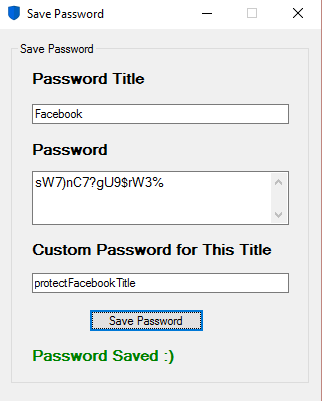 Save Password
Save Password
Password Title
Facebook
Password
sW7)nC7?gU9$rW3%
Custom Password for This Title
protectFacebookTitle
Save Password
Password Saved :)